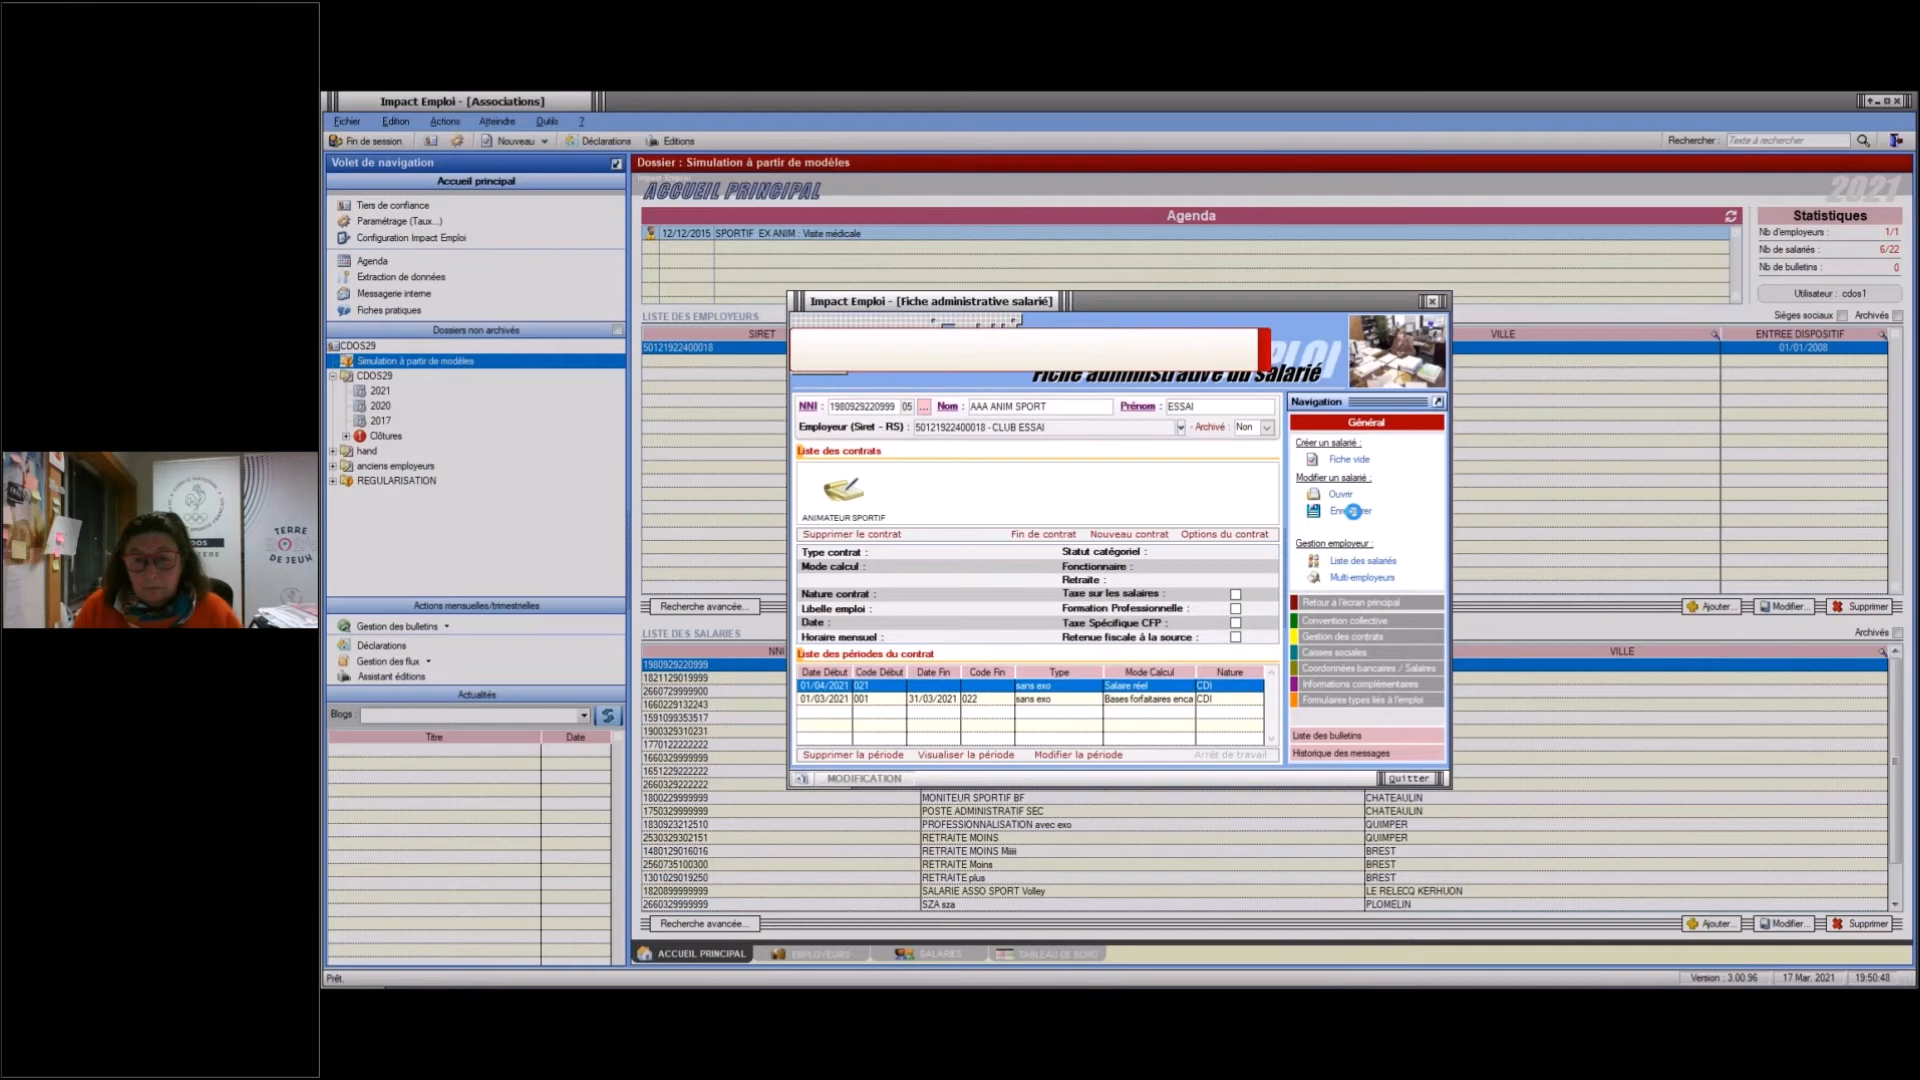 Impact Emploi - [Associations]
Fichier Edition Actions Atteindre Outils ?
Fin de session Nouveau Déclarations Editions Rechercher : Texte à rechercher
Volet de navigation
Accueil principal
Tiers de confiance
Paramétrage (Taux...)
Configuration Impact Emploi
Agenda
Extraction de données
Messagerie interne
Fiches pratiques
Dossiers non archivés
CDOS29
Simulation à partir de modèles
CDOS29
2021
2020
2017
Clôtures
hand
anciens employeurs
REGULARISATION
Actions mensuelles/trimestrielles
Gestion des bulletins
Déclarations
Gestion des flux
Assistant éditions
Actualités
Blogs :
Titre Date
Dossier : Simulation à partir de modèles
ACCUEIL PRINCIPAL 2021
Agenda
12/12/2015 SPORTIF EX ANIM : Visite médicale
Statistiques
Nb d'employeurs : 1/1
Nb de salariés : 6/22
Nb de bulletins : 0
Utilisateur : cdos1
LISTE DES EMPLOYEURS
Sièges sociaux Archivés
SIRET VILLE ENTREE DISPOSITIF
50121922400018 01/01/2008
Recherche avancée... Ajouter... Modifier... Supprimer
LISTE DES SALARIES Archivés
NNI VILLE
1980929220999
1821129019999
2660729999900
1660229132243
1591099353517
1900329310231
1770122222222
1660329999999
1651229222222
2660329222222
1800229999999 MONITEUR SPORTIF BF CHATEAULIN
1750329999999 POSTE ADMINISTRATIF SEC CHATEAULIN
1830923212510 PROFESSIONNALISATION avec exo QUIMPER
2530329302151 RETRAITE MOINS QUIMPER
1480129016016 RETRAITE MOINS Miiii BREST
2560735100300 RETRAITE Moins BREST
1301029019250 RETRAITE plus BREST
1820899999999 SALARIE ASSO SPORT Volley LE RELECQ KERHUON
2660329999999 SZA sza PLOMELIN
Recherche avancée... Ajouter... Modifier... Supprimer
ACCUEIL PRINCIPAL EMPLOYEURS SALARIES TABLEAU DE BORD
Prêt. Version : 3.00.96 17 Mar. 2021 19:50:48
Impact Emploi - [Fiche administrative salarié]
Fiche administrative du salarié
NNI : 1980929220999 05 ... Nom : AAA ANIM SPORT Prénom : ESSAI
Employeur (Siret - RS) : 50121922400018 - CLUB ESSAI - Archivé : Non
Liste des contrats
ANIMATEUR SPORTIF
Supprimer le contrat Fin de contrat Nouveau contrat Options du contrat
Type contrat : Statut catégoriel :
Mode calcul : Fonctionnaire :
Retraite :
Nature contrat : Taxe sur les salaires :
Libelle emploi : Formation Professionnelle :
Date : Taxe Spécifique CFP :
Horaire mensuel : Retenue fiscale à la source :
Liste des périodes du contrat
Date Début Code Début Date Fin Code Fin Type Mode Calcul Nature
01/04/2021 021 sans exo Salaire réel CDI
01/03/2021 001 31/03/2021 022 sans exo Bases forfaitaires enca CDI
Supprimer la période Visualiser la période Modifier la période Arrêt de travail
MODIFICATION Quitter
Navigation
Général
Créer un salarié :
Fiche vide
Modifier un salarié :
Ouvrir
Gestion employeur :
Liste des salariés
Multi-employeurs
Retour à l'écran principal
Convention collective
Gestion des contrats
Caisses sociales
Coordonnées bancaires / Salaires
Informations complémentaires
Formulaires types liés à l'emploi
Liste des bulletins
Historique des messages
TERRE
2024
DE JEUX